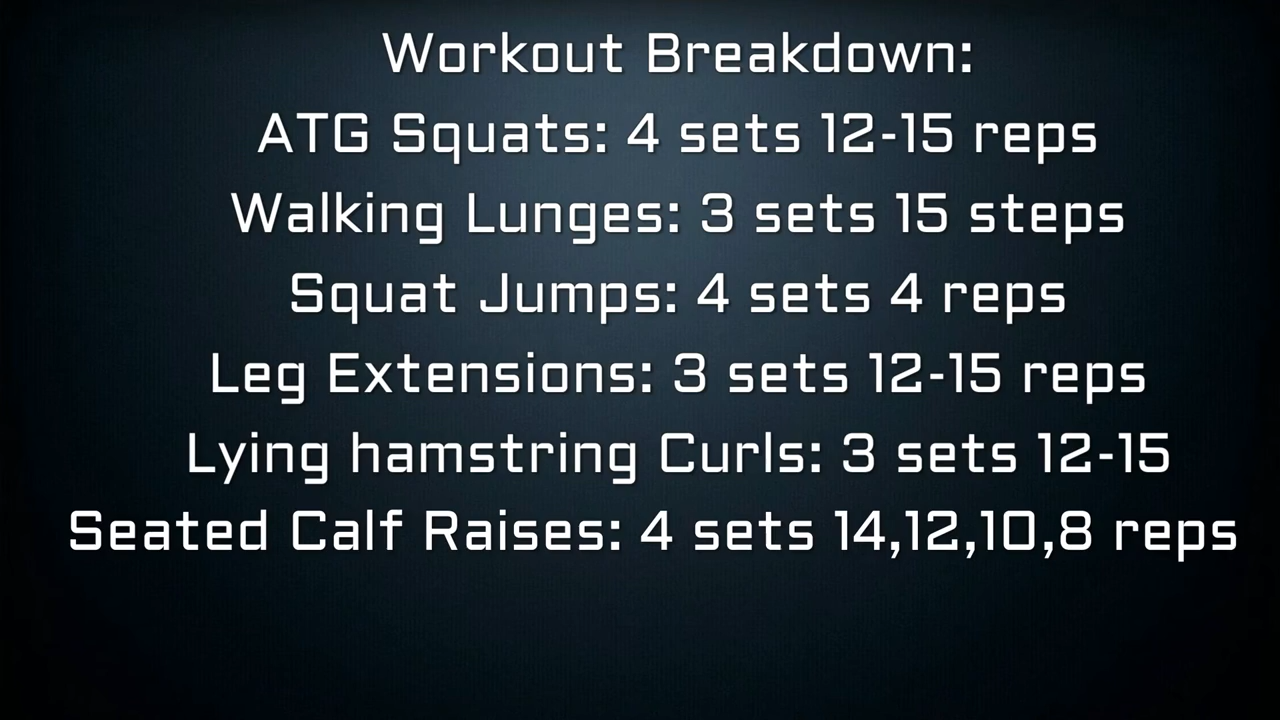 Workout Breakdown:
ATG Squats: 4 sets 12-15 reps
Walking Lunges: 3 sets 15 steps
Squat Jumps: 4 sets 4 reps
Leg Extensions: 3 sets 12-15 reps
Lying hamstring Curls: 3 sets 12-15
Seated Calf Raises: 4 sets 14,12,10,8 reps